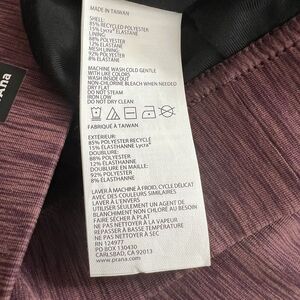 Ana
MADE IN TAIWAN
SHELL:
85% RECYCLED POLYESTER
15% Lycra® ELASTANE
LINING:
88% POLYESTER
12% ELASTANE
MESH LINING:
92% POLYESTER
8% ELASTANE
MACHINE WASH COLD GENTLE
WITH LIKE COLORS
WASH INSIDE OUT
NON-CHLORINE BLEACH WHEN NEEDED
DRY FLAT
DO NOT STEAM
IRON LOW
DO NOT DRY CLEAN
FABRIQUÉ À TAIWAN
EXTÉRIEUR:
85% POLYESTER RECYCLÉ
15% ÉLASTHANNE Lycra®
DOUBLURE:
88% POLYESTER
12% ÉLASTHANNE
DOUBLURE EN MAILLE:
92% POLYESTER
8% ÉLASTHANNE
LAVER À MACHINE À FROID, CYCLE DÉLICAT
AVEC DES COULEURS SIMILAIRES
LAVER À L'ENVERS
UTILISER SEULEMENT UN AGENT DE
BLANCHIMENT NON CHLORÉ AU BESOIN
FAIRE SÉCHER À PLAT
NE PAS NETTOYER À LA VAPEUR
REPASSER À BASSE TEMPÉRATURE
NE PAS NETTOYER À SEC
RN 124977
PO BOX 130430
CARLSBAD, CA 92013
www.prana.com